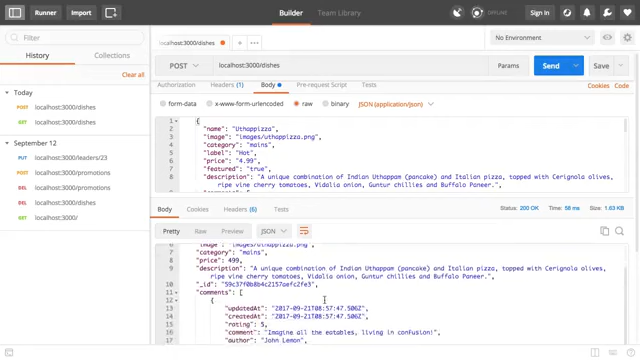 Runner Import Builder Team Library OFFLINE Sign In
Filter
History Collections
Clear all
Today
POST localhost:3000/dishes
GET localhost:3000/dishes
September 12
PUT localhost:3000/leaders/23
POST localhost:3000/promotions
DEL localhost:3000/promotions
DEL localhost:3000/dishes
GET localhost:3000/
localhost:3000/dishes + ••• No Environment
POST localhost:3000/dishes Params Send Save
Authorization Headers (1) Body Pre-request Script Tests Cookies Code
form-data x-www-form-urlencoded raw binary JSON (application/json)
1 {
2 "name": "Uthappizza",
3 "image": "images/uthappizza.png",
4 "category": "mains",
5 "label": "Hot",
6 "price": "4.99",
7 "featured": "true",
8 "description": "A unique combination of Indian Uthappam (pancake) and Italian pizza, topped with Cerignola olives,
ripe vine cherry tomatoes, Vidalia onion, Guntur chillies and Buffalo Paneer.",
Body Cookies Headers (6) Tests Status: 200 OK Time: 58 ms Size: 1.63 KB
Pretty Raw Preview JSON
6 "image": "images/uthappizza.png",
7 "category": "mains",
8 "price": 499,
9 "description": "A unique combination of Indian Uthappam (pancake) and Italian pizza, topped with Cerignola olives,
ripe vine cherry tomatoes, Vidalia onion, Guntur chillies and Buffalo Paneer.",
10 "_id": "59c37f0b8b4c2157aefc2fe3",
11 "comments": [
12 {
13 "updatedAt": "2017-09-21T08:57:47.506Z",
14 "createdAt": "2017-09-21T08:57:47.506Z",
15 "rating": 5,
16 "comment": "Imagine all the eatables, living in conFusion!",
17 "author": "John Lemon",